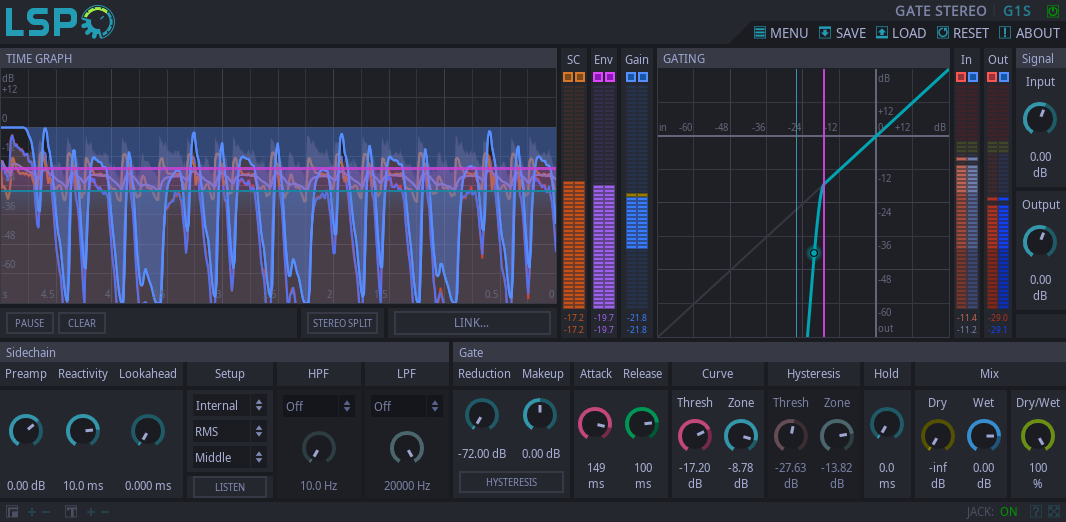 LSP
GATE STEREO G1S
MENU SAVE LOAD RESET ABOUT
TIME GRAPH
SC Env Gain
GATING
In Out
Signal
dB
+12
0
-36
-48
-60
s 4.5 4 2 1.5 0.5 0
in -60 -48 -36 -24 -12 0 +12 dB
dB
+12
-12
-24
-36
-48
-60
out
-17.2 -19.7 -21.8
-17.2 -19.7 -21.8
-11.4 -29.0
-11.2 -29.1
Input
0.00
dB
Output
0.00
dB
PAUSE CLEAR STEREO SPLIT LINK...
Sidechain
Preamp Reactivity Lookahead Setup HPF LPF
Internal Off Off
RMS
Middle
LISTEN
0.00 dB 10.0 ms 0.000 ms 10.0 Hz 20000 Hz
Gate
Reduction Makeup Attack Release Curve Hysteresis Hold Mix
Thresh Zone Thresh Zone Dry Wet Dry/Wet
-72.00 dB 0.00 dB
HYSTERESIS
149 100 -17.20 -8.78 -27.63 -13.82 0.0 -inf 0.00 100
ms ms dB dB dB dB ms dB dB %
T
JACK: ON ?